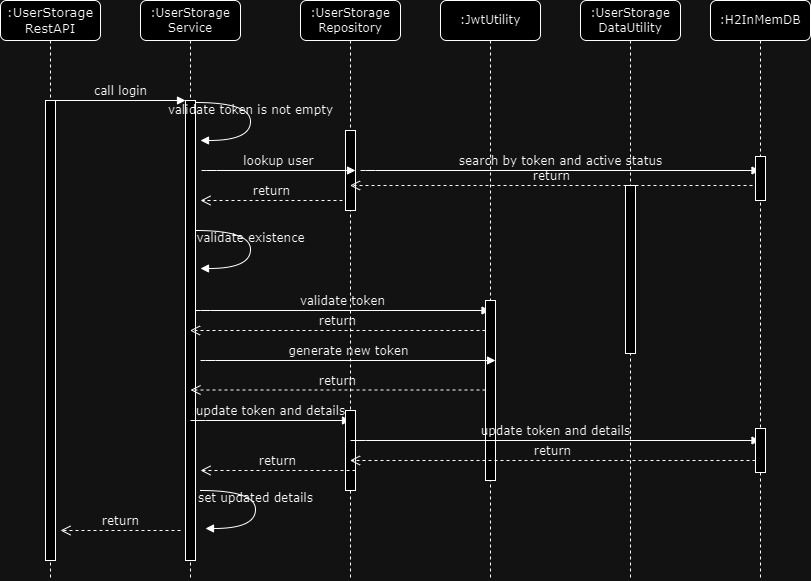 :UserStorage
RestAPI
:UserStorage
Service
:UserStorage
Repository
:JwtUtility
:UserStorage
DataUtility
:H2InMemDB
call login
validate token is not empty
lookup user
search by token and active status
return
return
validate existence
validate token
return
generate new token
return
update token and details
update token and details
return
return
set updated details
return